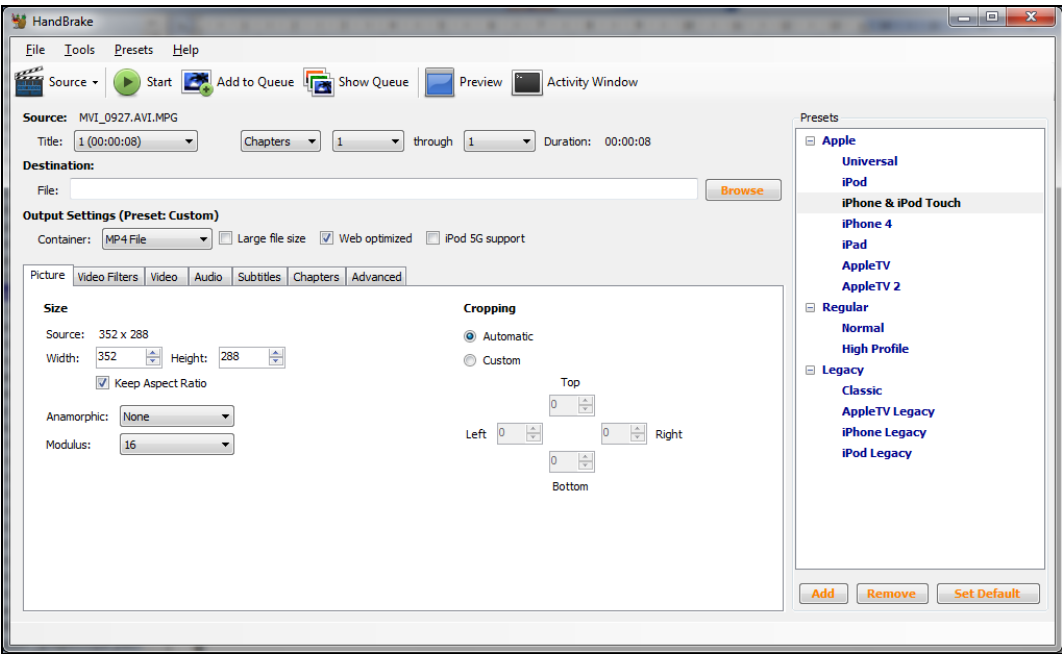 HandBrake
File Tools Presets Help
Source Start Add to Queue Show Queue Preview Activity Window
Source: MVI_0927.AVI.MPG
Title: 1 (00:00:08) Chapters 1 through 1 Duration: 00:00:08
Destination:
File: Browse
Output Settings (Preset: Custom)
Container: MP4 File Large file size Web optimized iPod 5G support
Picture Video Filters Video Audio Subtitles Chapters Advanced
Size
Source: 352 x 288
Width: 352 Height: 288
Keep Aspect Ratio
Anamorphic: None
Modulus: 16
Cropping
Automatic
Custom
Top
0
Left 0 0 Right
0
Bottom
Presets
Apple
Universal
iPod
iPhone & iPod Touch
iPhone 4
iPad
AppleTV
AppleTV 2
Regular
Normal
High Profile
Legacy
Classic
AppleTV Legacy
iPhone Legacy
iPod Legacy
Add Remove Set Default